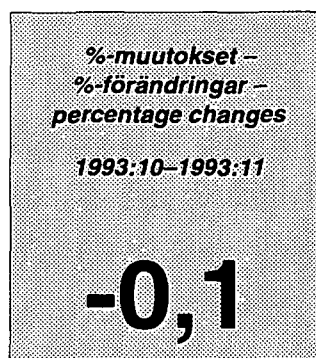 %-muutokset –
%-förändringar –
percentage changes
1993:10–1993:11
-0,1